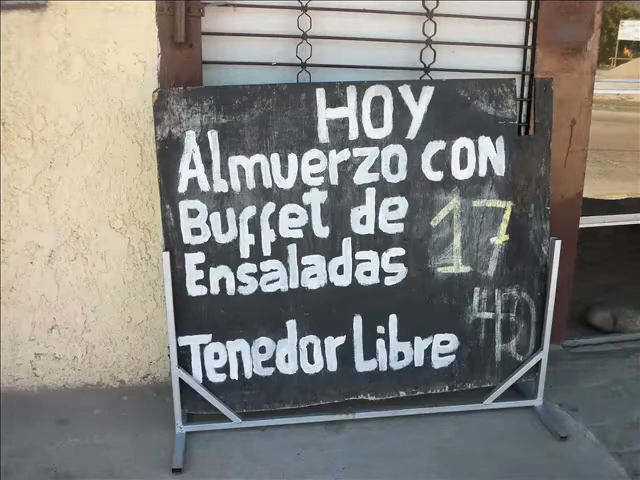 HOY
Almuerzo CON
Buffet de
17
Ensaladas
40
Tenedor Libre